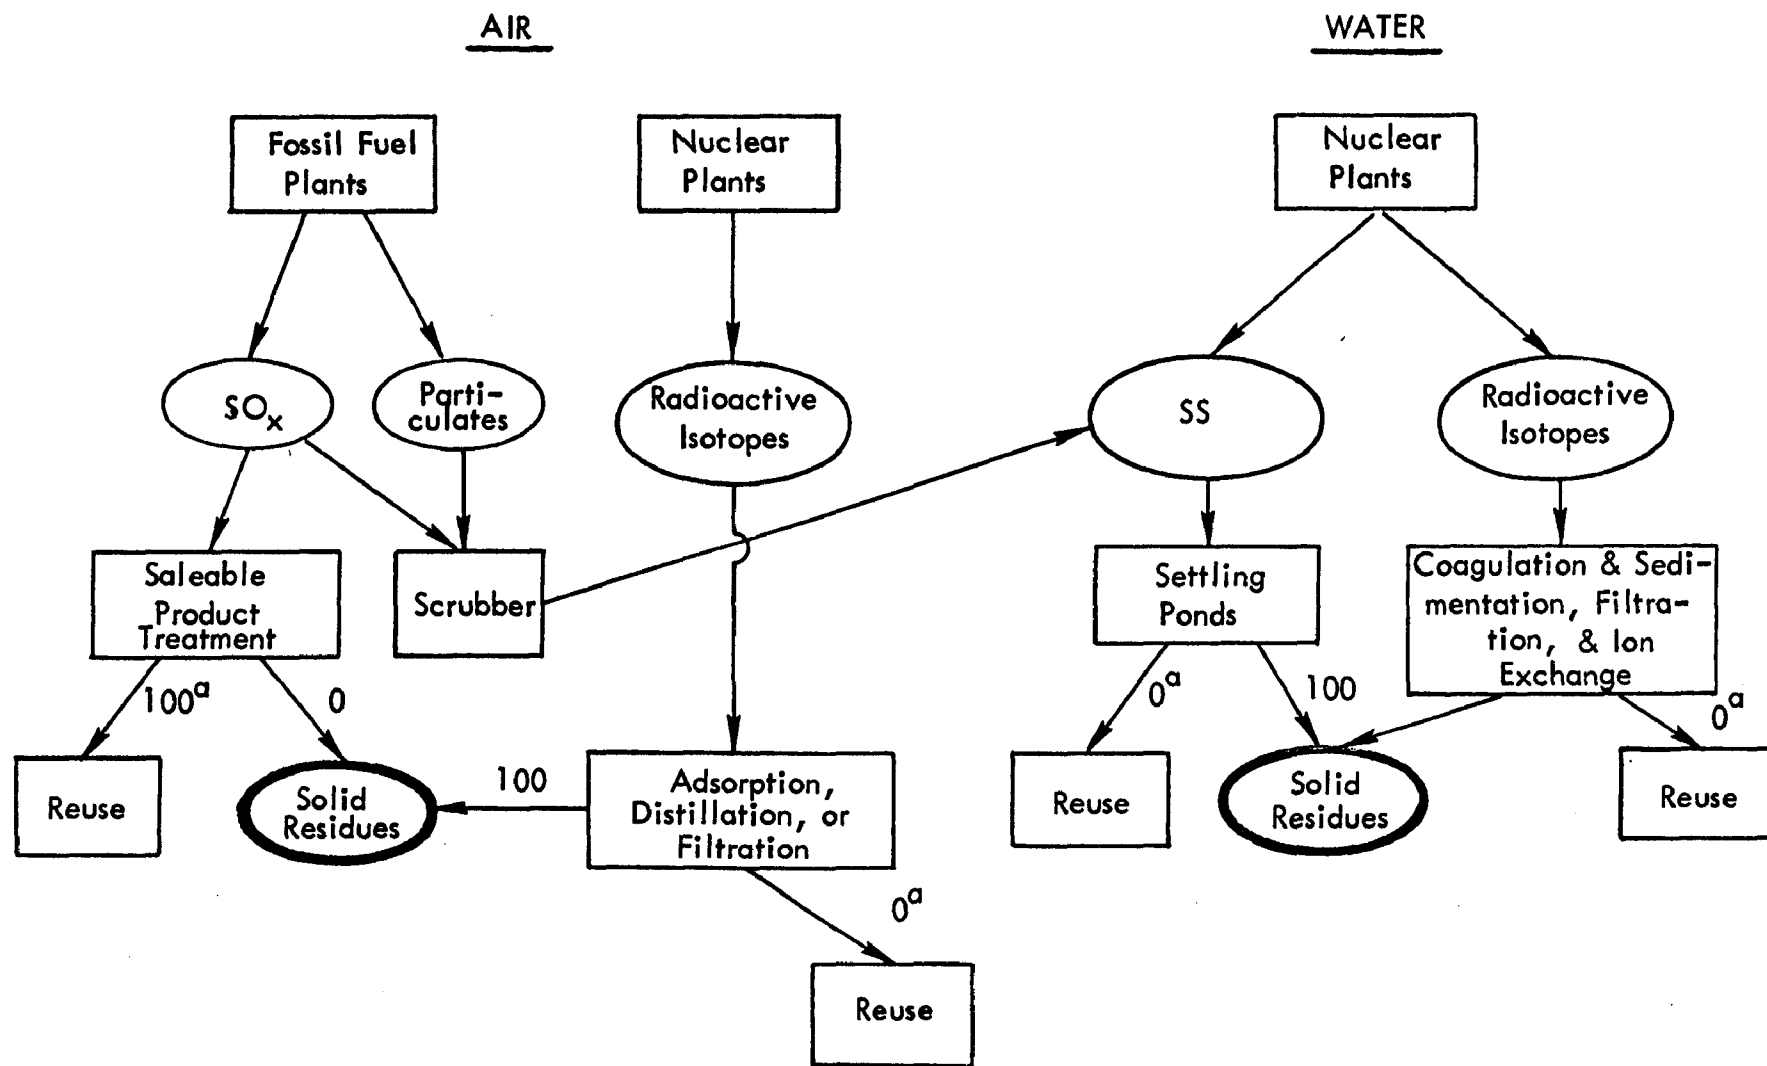 AIR
WATER
Fossil Fuel
Plants
Nuclear
Plants
Nuclear
Plants
SOx
Parti-
culates
Radioactive
Isotopes
SS
Radioactive
Isotopes
Saleable
Product
Treatment
Scrubber
Settling
Ponds
Coagulation & Sedi-
mentation, Filtra-
tion, & Ion
Exchange
100a
0
0a
100
0a
Reuse
Solid
Residues
100
Adsorption,
Distillation, or
Filtration
Reuse
Solid
Residues
Reuse
0a
Reuse